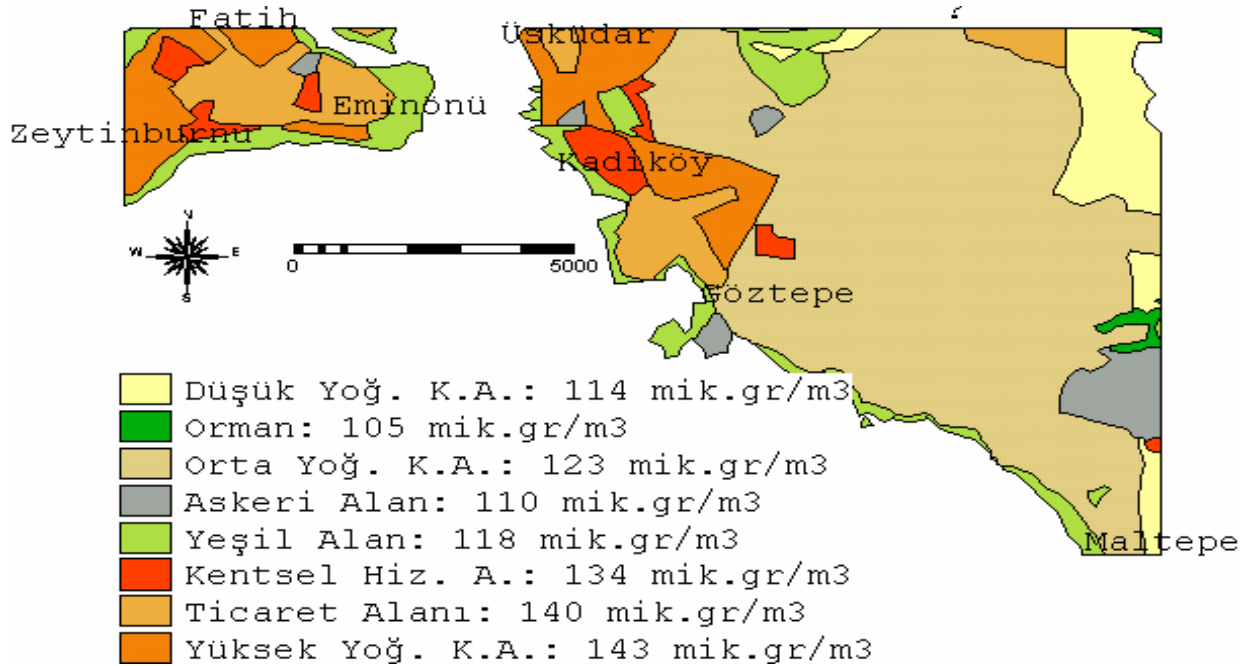 Fatih
?
Üsküdar
Eminönü
Zeytinburnu
Kadiköy
N
W E
S
0 5000
Göztepe
Düşük Yoğ. K.A.: 114 mik.gr/m3
Orman: 105 mik.gr/m3
Orta Yoğ. K.A.: 123 mik.gr/m3
Askeri Alan: 110 mik.gr/m3
Yeşil Alan: 118 mik.gr/m3
Maltepe
Kentsel Hiz. A.: 134 mik.gr/m3
Ticaret Alanı: 140 mik.gr/m3
Yüksek Yoğ. K.A.: 143 mik.gr/m3